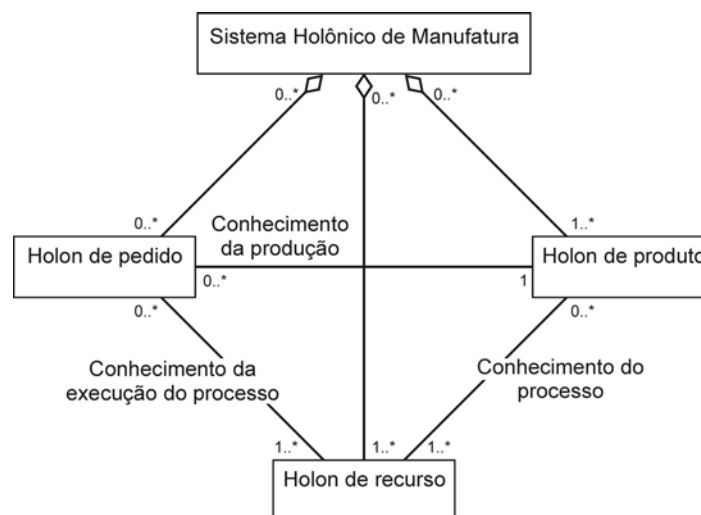 Sistema Holônico de Manufatura
0..*
0..*
0..*
0..*
Conhecimento
da produção
1..*
Holon de pedido
Holon de produto
0..*
1
0..*
0..*
Conhecimento da
execução do processo
Conhecimento do
processo
1..*
1..*
1..*
Holon de recurso